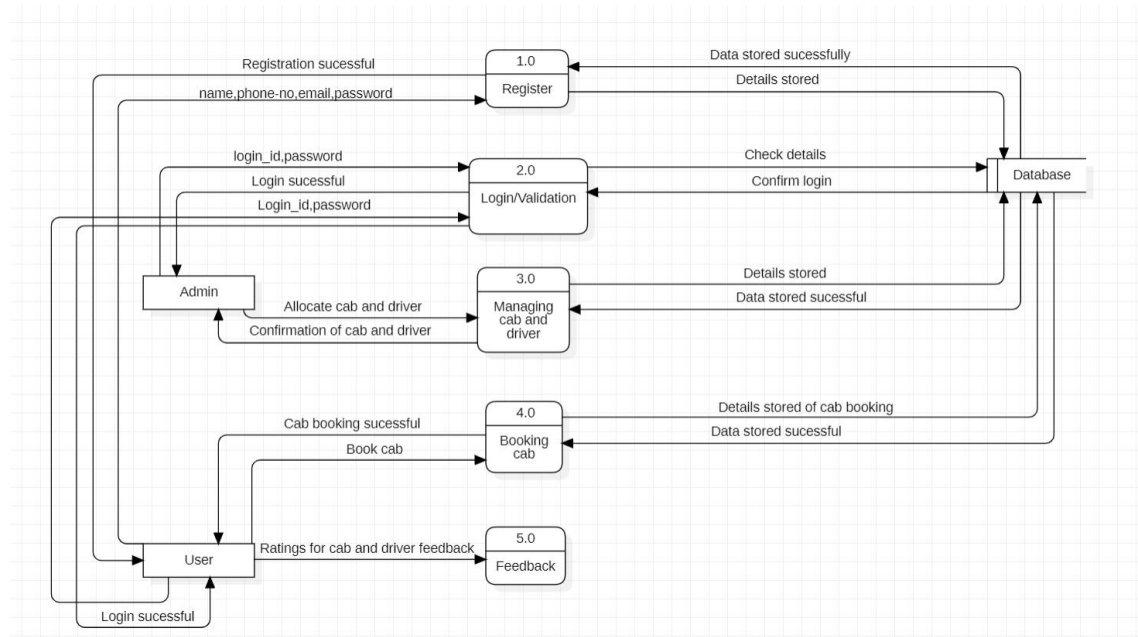 1.0
Data stored sucessfully
Registration sucessful
Details stored
Register
name,phone-no,email,password
login_id,password
Check details
2.0
Database
Login sucessful
Confirm login
Login/Validation
Login_id,password
3.0
Details stored
Admin
Data stored sucessful
Allocate cab and driver
Managing
cab and
driver
Confirmation of cab and driver
4.0
Details stored of cab booking
Cab booking sucessful
Data stored sucessful
Booking
cab
Book cab
5.0
Ratings for cab and driver feedback
User
Feedback
Login sucessful